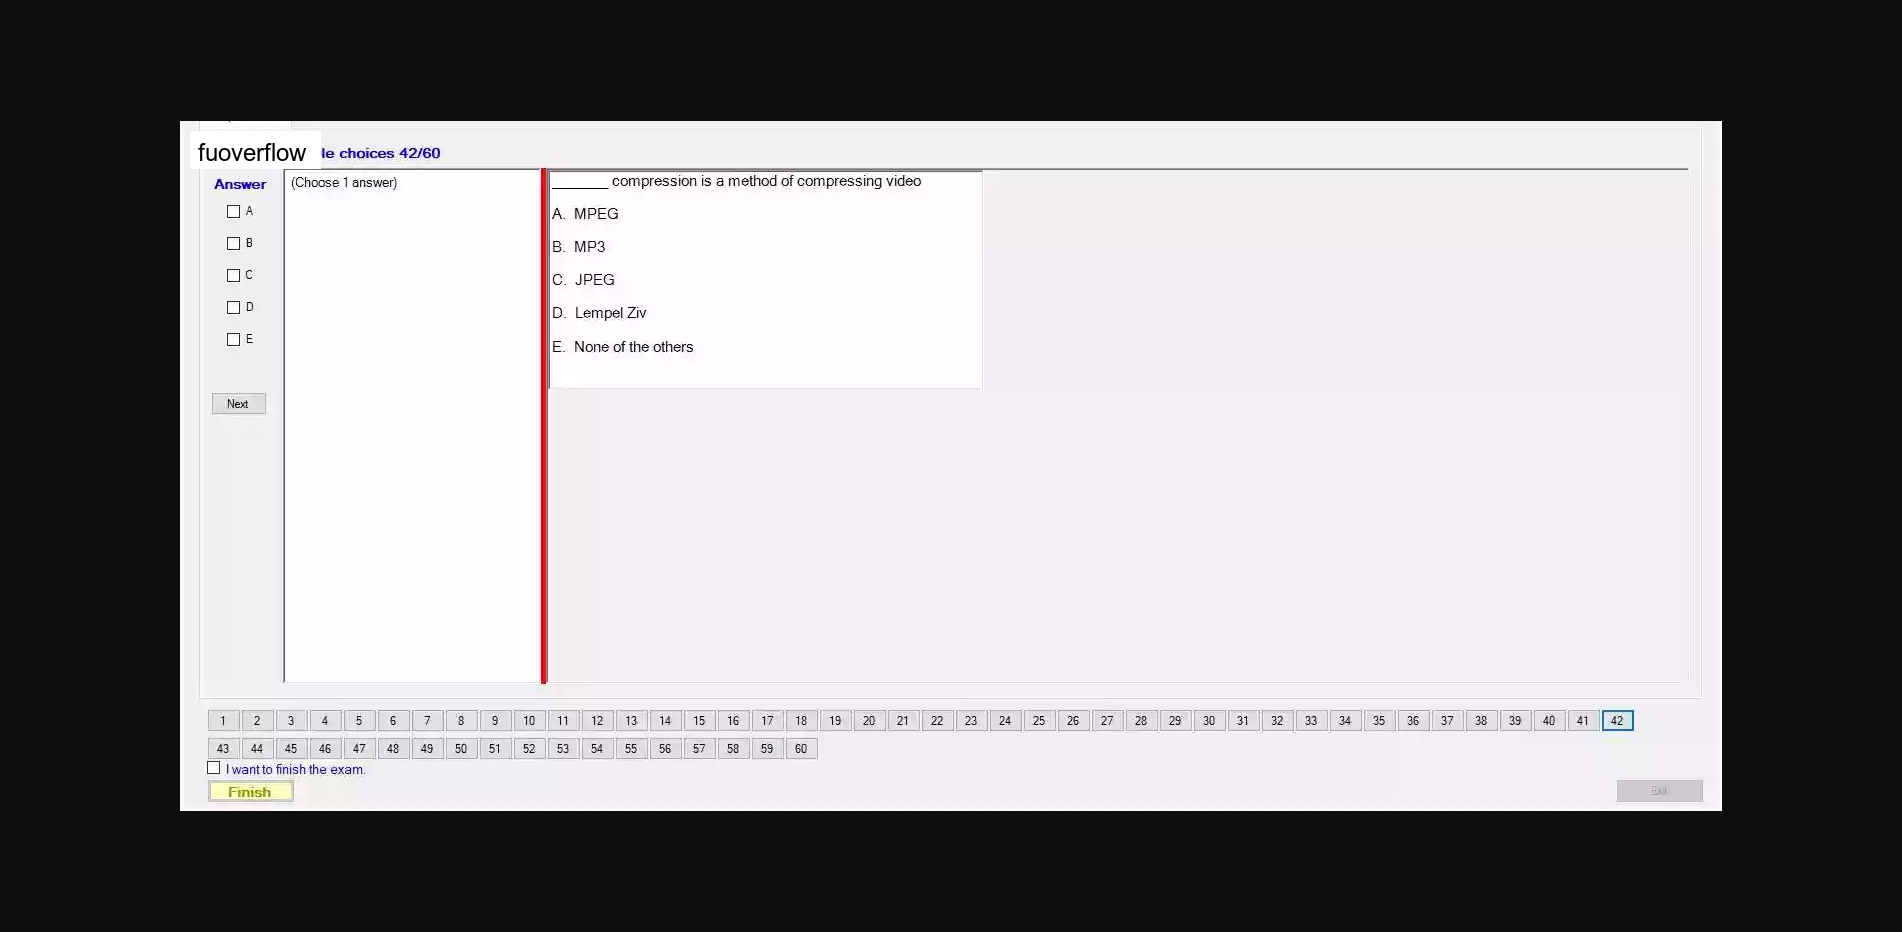 fuoverflow
le choices 42/60
Answer
(Choose 1 answer)
A
B
C
D
E
Next
_______ compression is a method of compressing video
A. MPEG
B. MP3
C. JPEG
D. Lempel Ziv
E. None of the others
1 2 3 4 5 6 7 8 9 10 11 12 13 14 15 16 17 18 19 20 21 22 23 24 25 26 27 28 29 30 31 32 33 34 35 36 37 38 39 40 41 42
43 44 45 46 47 48 49 50 51 52 53 54 55 56 57 58 59 60
I want to finish the exam.
Finish
Exit